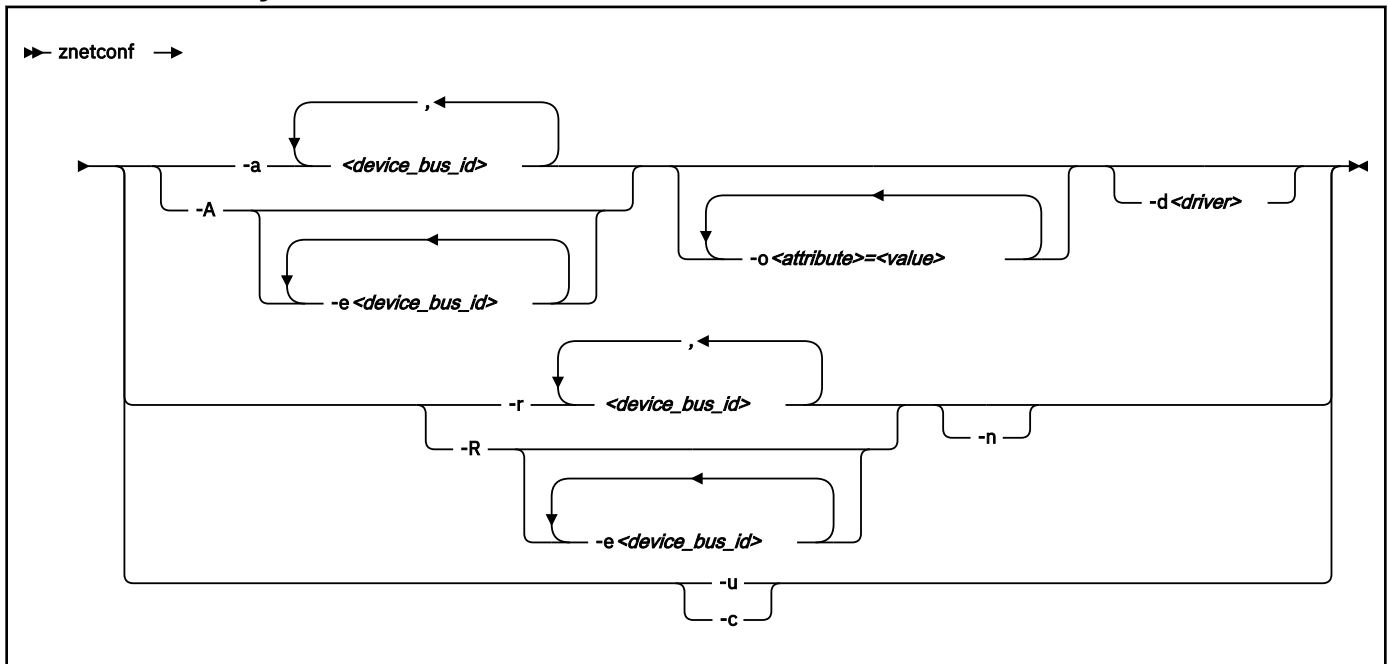 znetconf
,
-a <device_bus_id>
-A
-d <driver>
-o <attribute>=<value>
-e <device_bus_id>
,
-r <device_bus_id>
-n
-R
-e <device_bus_id>
-u
-c